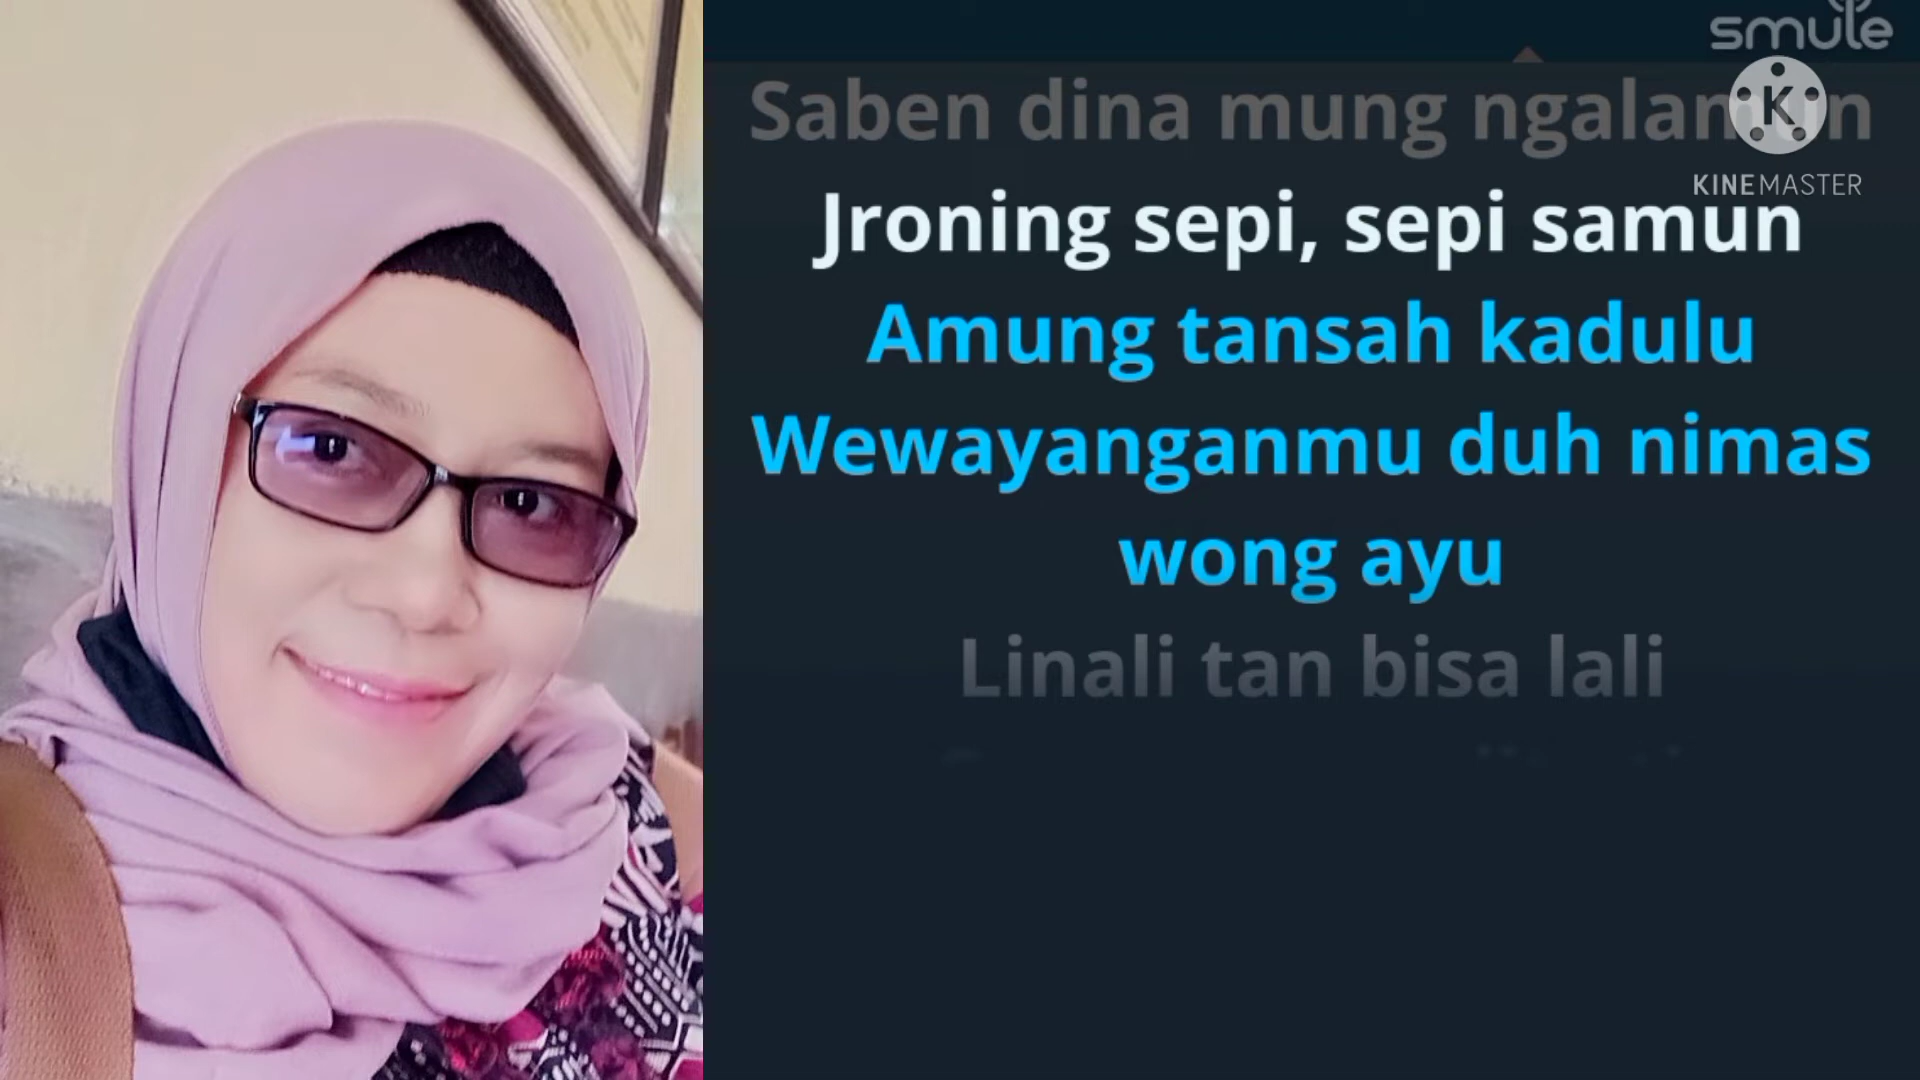 smule
Saben dina mung ngalamun
KINEMASTER
Jroning sepi, sepi samun
Amung tansah kadulu
Wewayanganmu duh nimas
wong ayu
Linali tan bisa lali